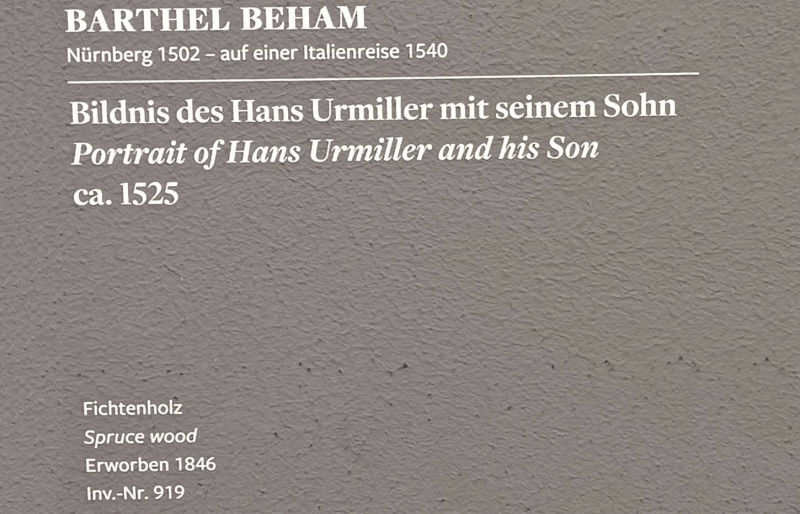 BARTHEL BEHAM
Nürnberg 1502 – auf einer Italienreise 1540
Bildnis des Hans Urmiller mit seinem Sohn
Portrait of Hans Urmiller and his Son
ca. 1525
Fichtenholz
Spruce wood
Erworben 1846
Inv.-Nr. 919